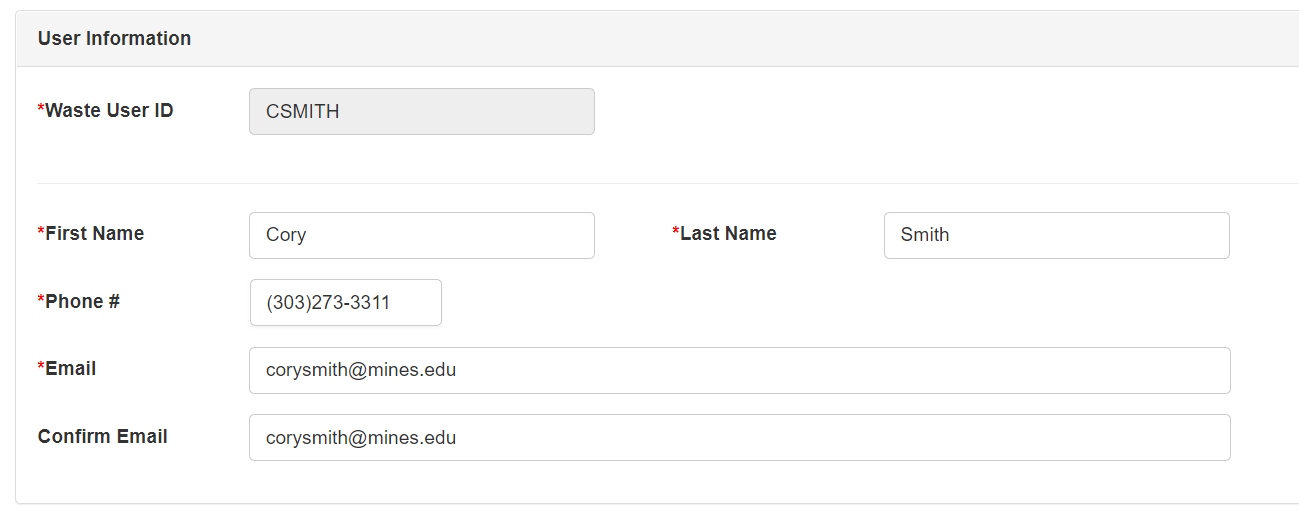 User Information
*Waste User ID CSMITH
*First Name Cory *Last Name Smith
*Phone # (303)273-3311
*Email corysmith@mines.edu
Confirm Email corysmith@mines.edu